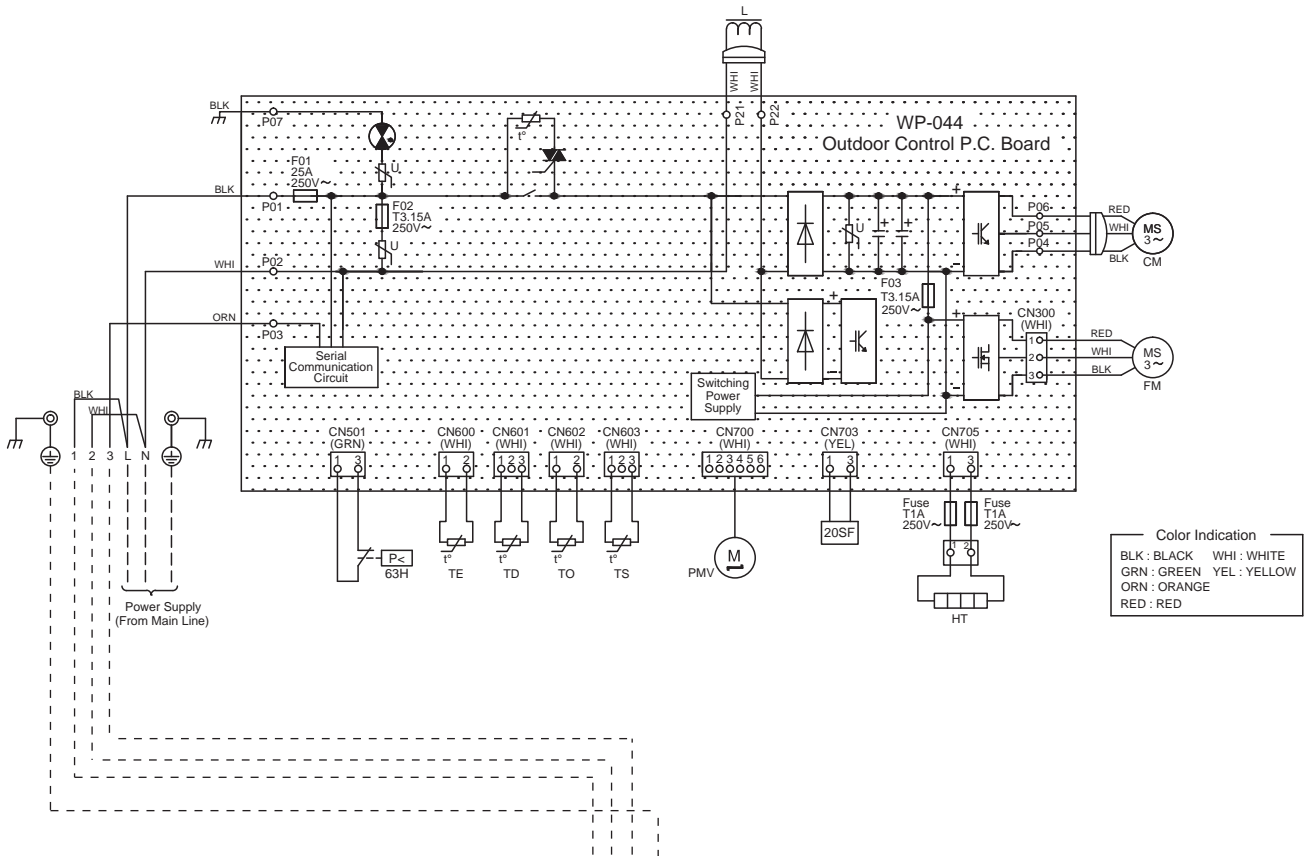 L
WHI
WHI
P21
P22
WP-044
Outdoor Control P.C. Board
BLK
P07
t°
U
F01
25A
250V~
BLK
P01
F02
T3.15A
250V~
U
U
+
+
+
P06
RED
P05
WHI
P04
BLK
MS
3~
CM
WHI
P02
−
F03
T3.15A
250V~
ORN
P03
+
+
CN300
(WHI)
1
RED
2
WHI
3
BLK
MS
3~
FM
Serial
Communication
Circuit
−
−
Switching
Power
Supply
BLK
WHI
1 2 3 L N
CN501
(GRN)
1 3
CN600
(WHI)
1 2
CN601
(WHI)
1 2 3
CN602
(WHI)
1 2
CN603
(WHI)
1 2 3
CN700
(WHI)
1 2 3 4 5 6
CN703
(YEL)
1 3
CN705
(WHI)
1 3
Fuse
T1A
250V~
Fuse
T1A
250V~
20SF
1 2
P<
63H
t°
TE
t°
TD
t°
TO
t°
TS
PMV
M
HT
Color Indication
BLK : BLACK WHI : WHITE
GRN : GREEN YEL : YELLOW
ORN : ORANGE
RED : RED
Power Supply
(From Main Line)